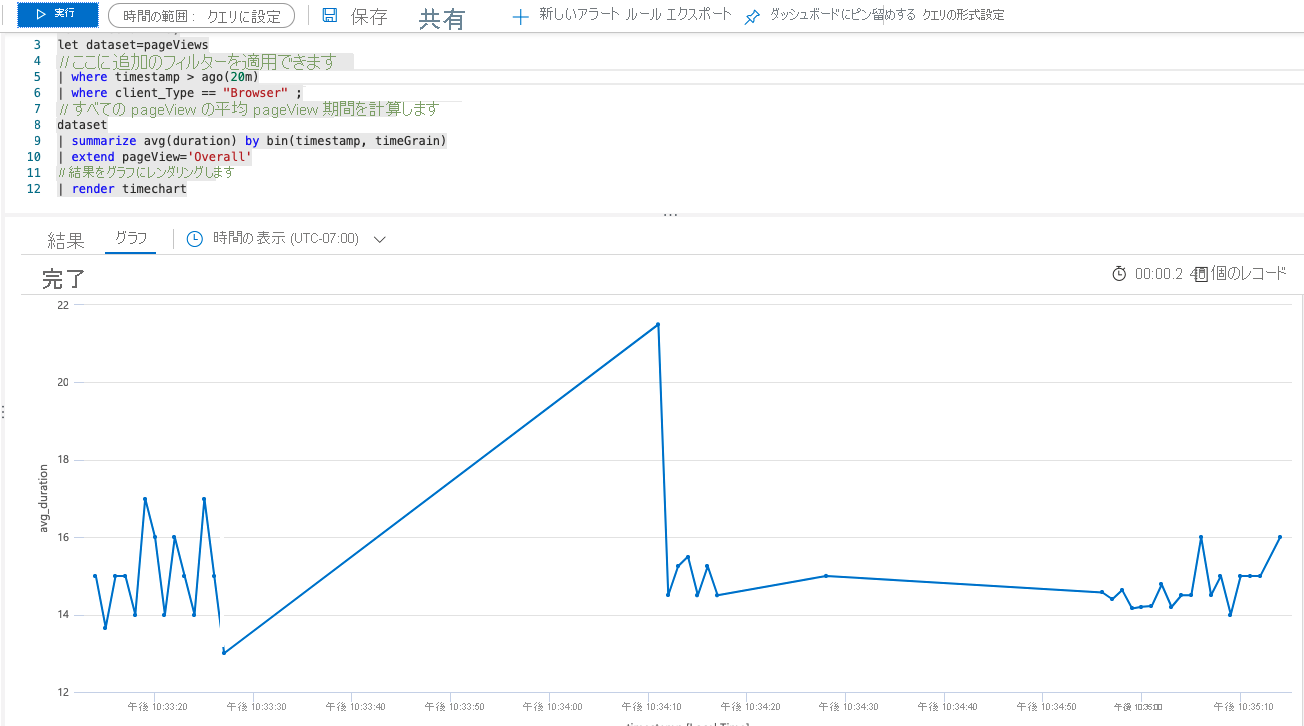 実行 時間の範囲： クエリに設定 保存 共有 新しいアラート ルール エクスポート ダッシュボードにピン留めする クエリの形式設定
3 let dataset=pageViews
4 // ここに追加のフィルターを適用できます
5 | where timestamp > ago(20m)
6 | where client_Type == "Browser" ;
7 // すべての pageView の平均 pageView 期間を計算します
8 dataset
9 | summarize avg(duration) by bin(timestamp, timeGrain)
10 | extend pageView='Overall'
11 // 結果をグラフにレンダリングします
12 | render timechart
結果 グラフ 時間の表示 (UTC-07:00)
完了 00:00.2 個のレコード
22
20
18
avg_duration
16
14
12
午後 10:33:20 午後 10:33:30 午後 10:33:40 午後 10:33:50 午後 10:34:00 午後 10:34:10 午後 10:34:20 午後 10:34:30 午後 10:34:40 午後 10:34:50 午後 10:35:00 午後 10:35:10